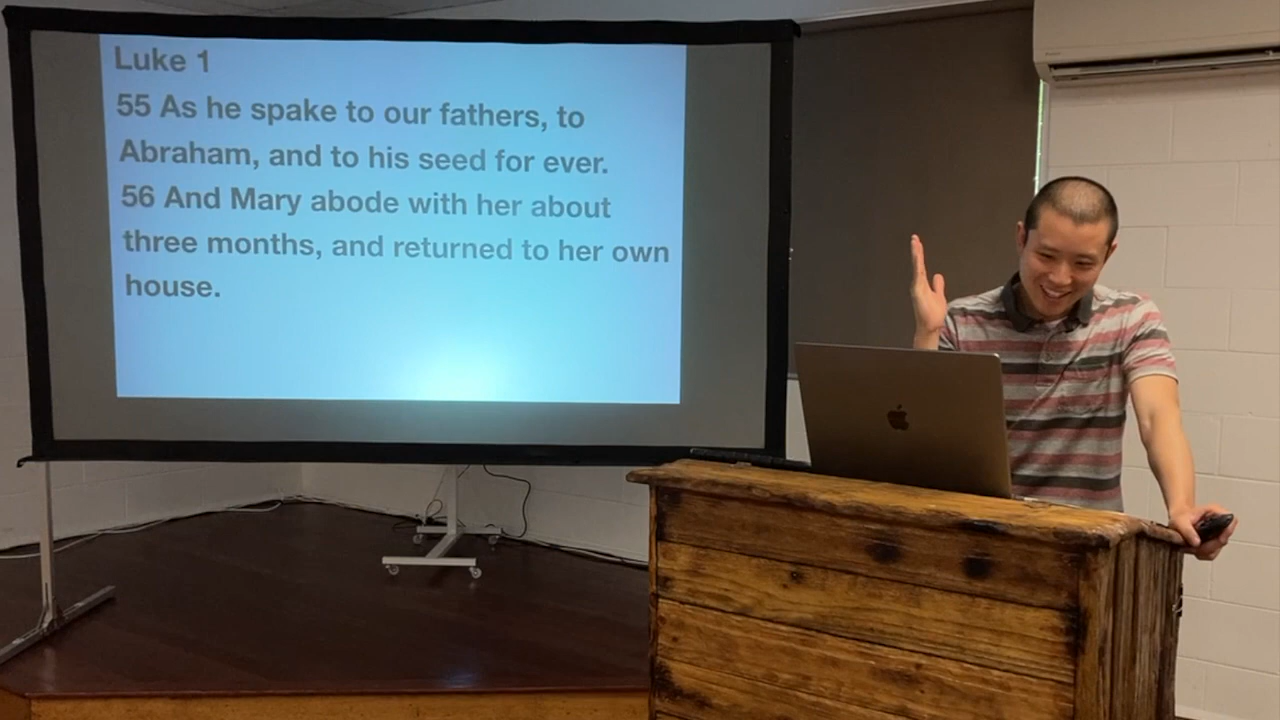 Luke 1
55 As he spake to our fathers, to
Abraham, and to his seed for ever.
56 And Mary abode with her about
three months, and returned to her own
house.